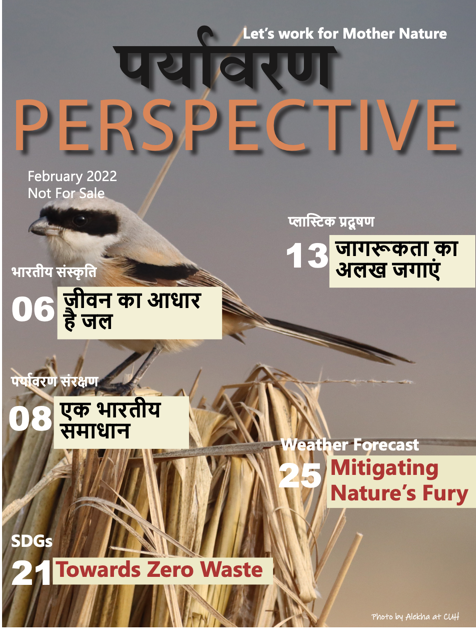 Let's work for Mother Nature
पर्यावरण
PERSPECTIVE
February 2022
Not For Sale
प्लास्टिक प्रदूषण
13 जागरूकता का
अलख जगाएं
भारतीय संस्कृति
06 जीवन का आधार
है जल
पर्यावरण संरक्षण
08 एक भारतीय
समाधान
Weather Forecast
25 Mitigating
Nature's Fury
SDGs
21 Towards Zero Waste
Photo by Alekha at CUH